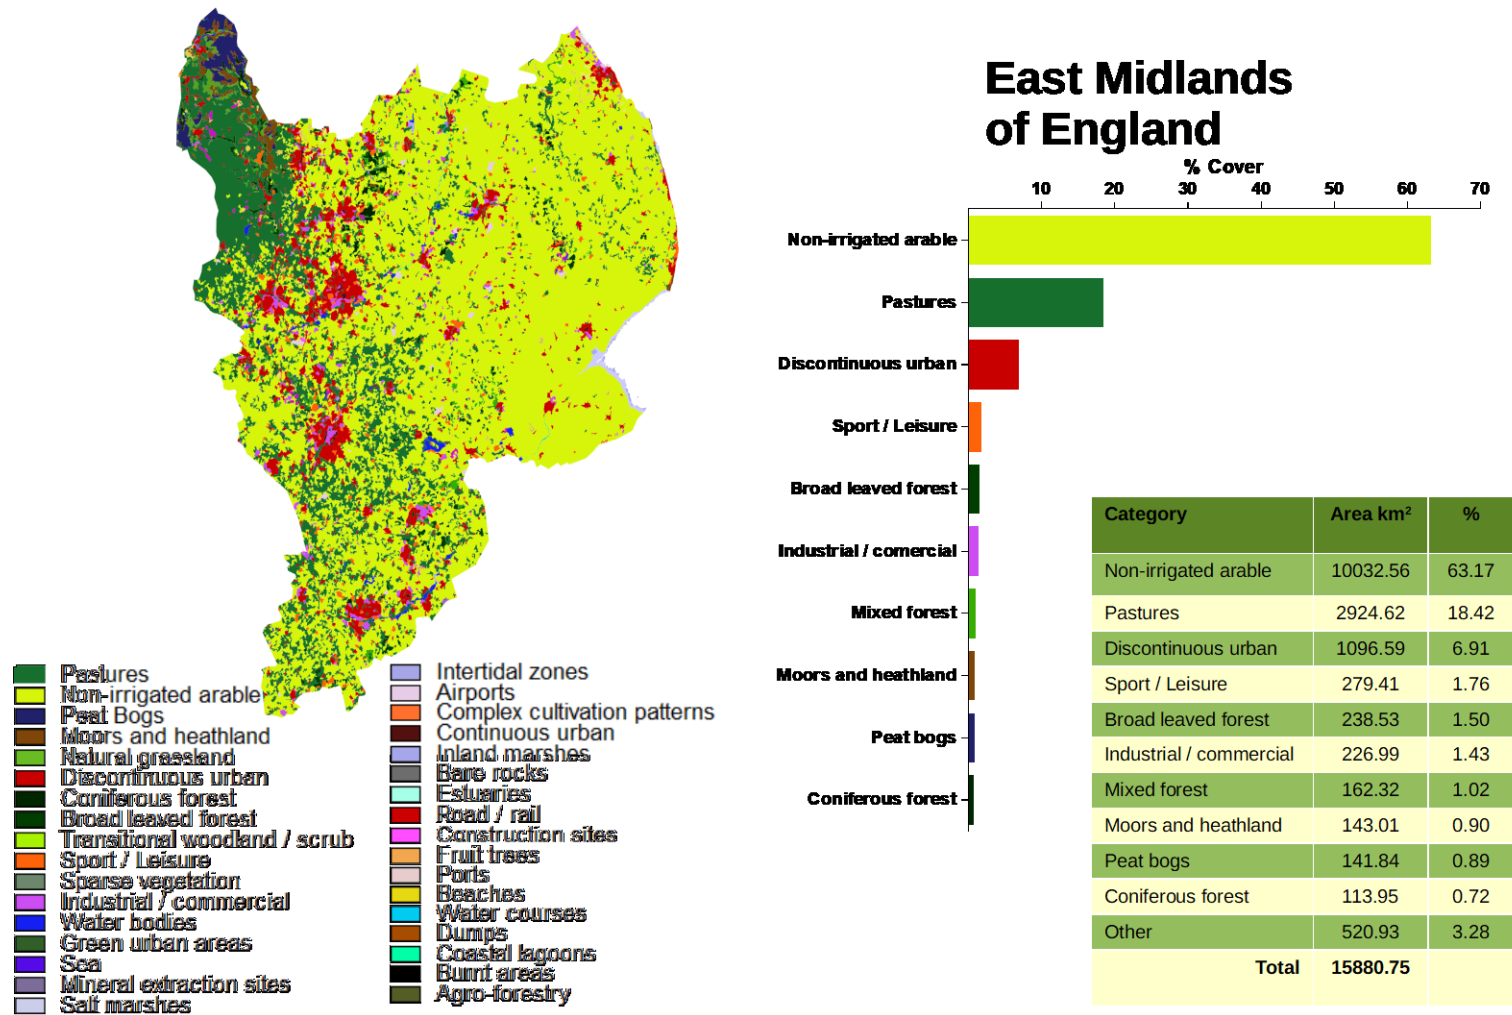 East Midlands
of England
% Cover
10 20 30 40 50 60 70
Non-irrigated arable
Pastures
Discontinuous urban
Sport / Leisure
Broad leaved forest
Industrial / comercial
Mixed forest
Moors and heathland
Peat bogs
Coniferous forest
Category Area km² %
Non-irrigated arable 10032.56 63.17
Pastures 2924.62 18.42
Discontinuous urban 1096.59 6.91
Sport / Leisure 279.41 1.76
Broad leaved forest 238.53 1.50
Industrial / commercial 226.99 1.43
Mixed forest 162.32 1.02
Moors and heathland 143.01 0.90
Peat bogs 141.84 0.89
Coniferous forest 113.95 0.72
Other 520.93 3.28
Total 15880.75
Pastures
Non-irrigated arable
Peat Bogs
Moors and heathland
Natural grassland
Discontinuous urban
Coniferous forest
Broad leaved forest
Transitional woodland / scrub
Sport / Leisure
Sparse vegetation
Industrial / commercial
Water bodies
Green urban areas
Sea
Mineral extraction sites
Salt marshes
Intertidal zones
Airports
Complex cultivation patterns
Continuous urban
Inland marshes
Bare rocks
Estuaries
Road / rail
Construction sites
Fruit trees
Ports
Beaches
Water courses
Dumps
Coastal lagoons
Burnt areas
Agro-forestry